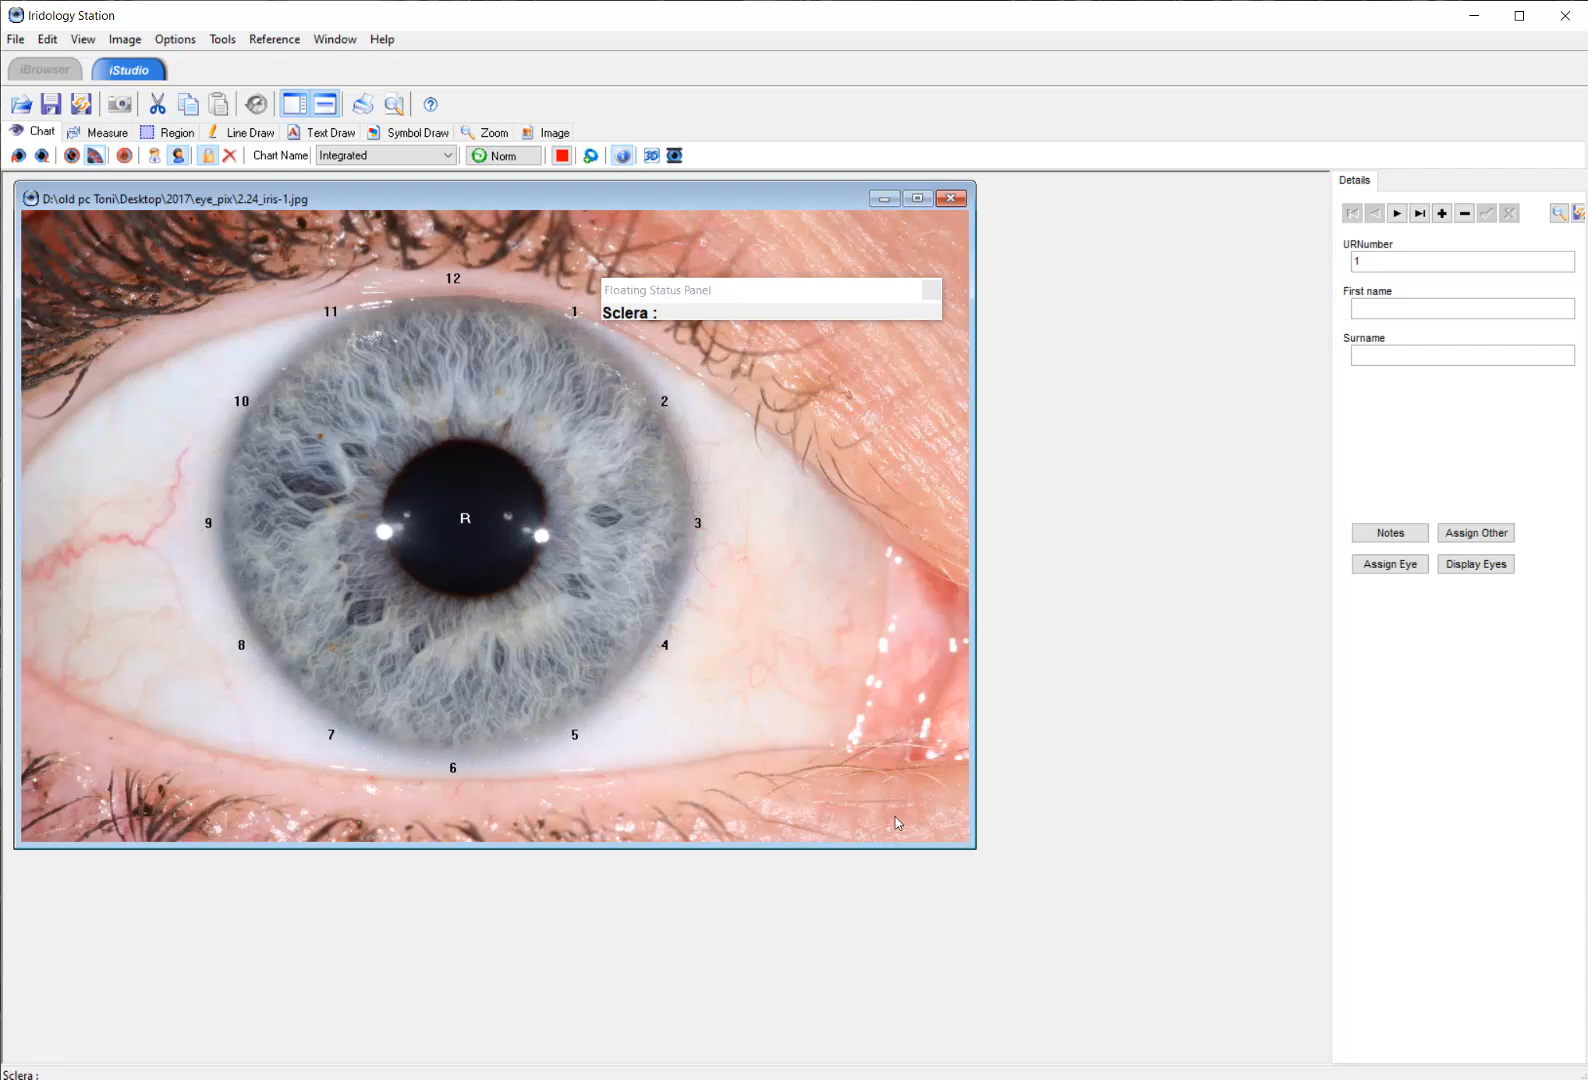 Iridology Station
File Edit View Image Options Tools Reference Window Help
iBrowser iStudio
Chart Measure Region Line Draw Text Draw Symbol Draw Zoom Image
Chart Name Integrated Norm 3D
D:\old pc Toni\Desktop\2017\eye_pix\2.24_iris-1.jpg
Details
URNumber
1
First name
Surname
Notes Assign Other
Assign Eye Display Eyes
12
11 1
Floating Status Panel
Sclera :
10 2
R
9 3
8 4
7 5
6
Sclera :